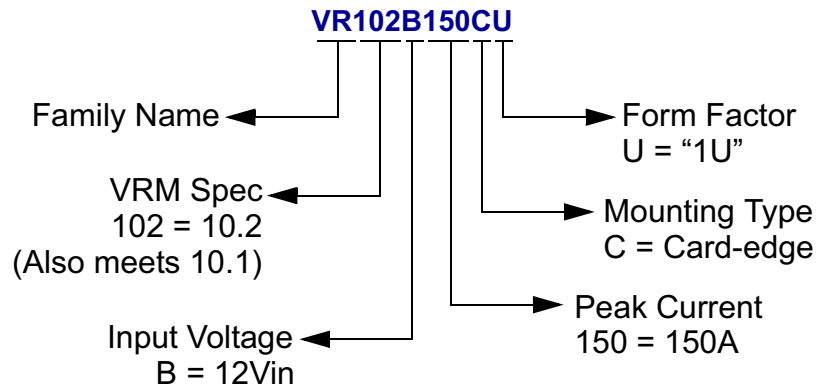 VR102B150CU
Family Name
VRM Spec
102 = 10.2
(Also meets 10.1)
Input Voltage
B = 12Vin
Form Factor
U = “1U”
Mounting Type
C = Card-edge
Peak Current
150 = 150A